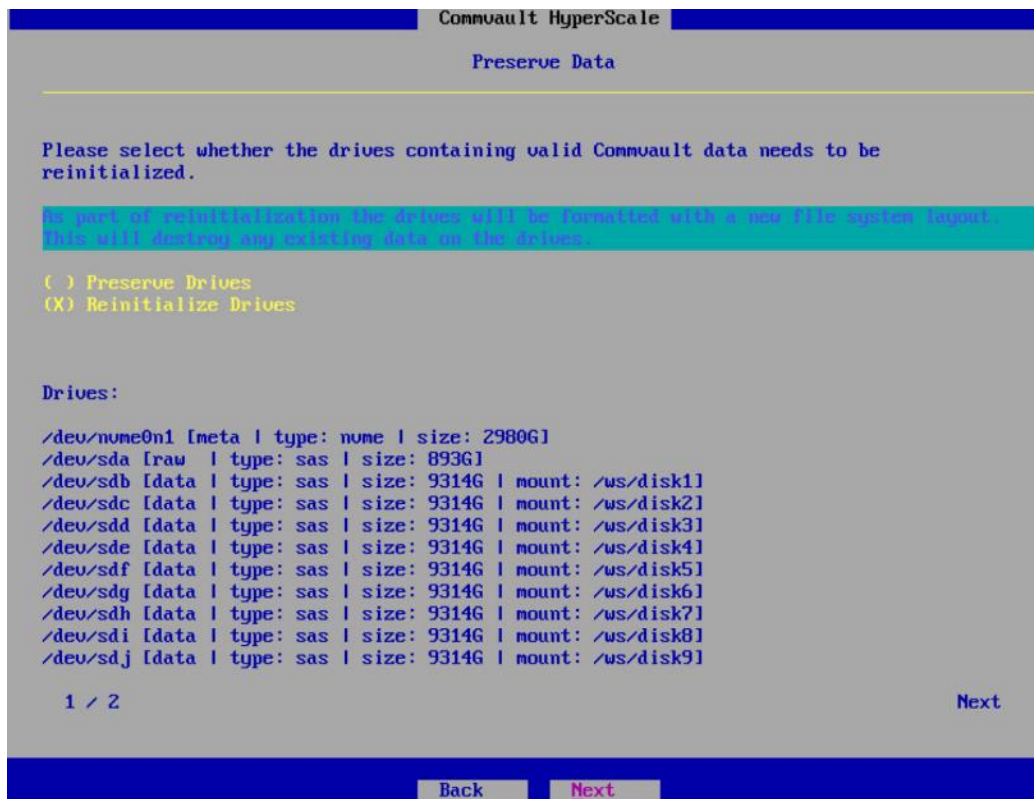 Commvault HyperScale
Preserve Data
Please select whether the drives containing valid Commvault data needs to be
reinitialized.
As part of reinitialization the drives will be formatted with a new file system layout.
This will destroy any existing data on the drives.
( ) Preserve Drives
(X) Reinitialize Drives
Drives:
/dev/nvme0n1 [meta | type: nvme | size: 2980G]
/dev/sda [raw  | type: sas | size: 893G]
/dev/sdb [data | type: sas | size: 9314G | mount: /ws/disk1]
/dev/sdc [data | type: sas | size: 9314G | mount: /ws/disk2]
/dev/sdd [data | type: sas | size: 9314G | mount: /ws/disk3]
/dev/sde [data | type: sas | size: 9314G | mount: /ws/disk4]
/dev/sdf [data | type: sas | size: 9314G | mount: /ws/disk5]
/dev/sdg [data | type: sas | size: 9314G | mount: /ws/disk6]
/dev/sdh [data | type: sas | size: 9314G | mount: /ws/disk7]
/dev/sdi [data | type: sas | size: 9314G | mount: /ws/disk8]
/dev/sdj [data | type: sas | size: 9314G | mount: /ws/disk9]
1 / 2 Next
Back Next